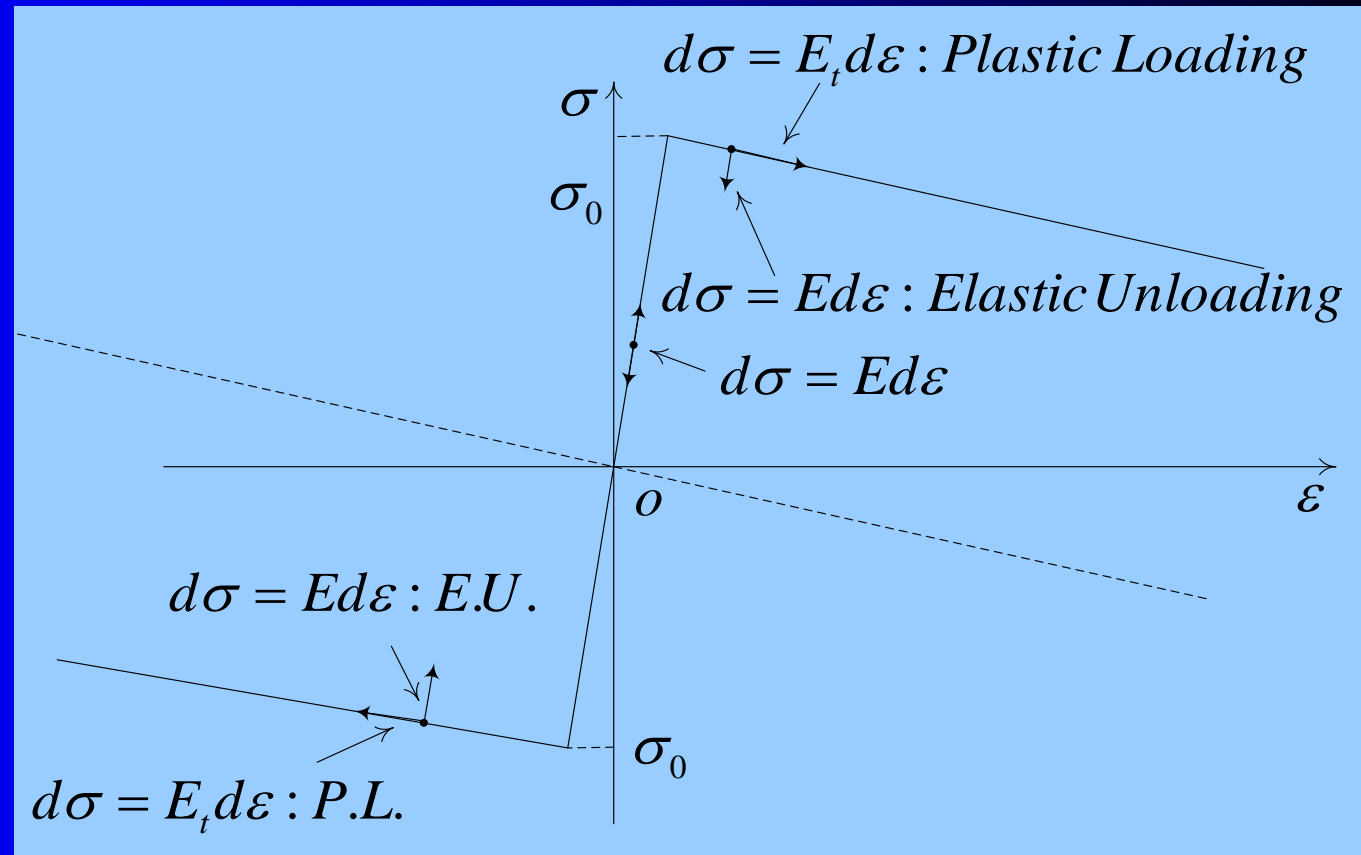 dσ = E_t dε : Plastic Loading
σ
σ₀
dσ = Edε : Elastic Unloading
dσ = Edε
o
ε
dσ = Edε : E.U.
σ₀
dσ = E_t dε : P.L.